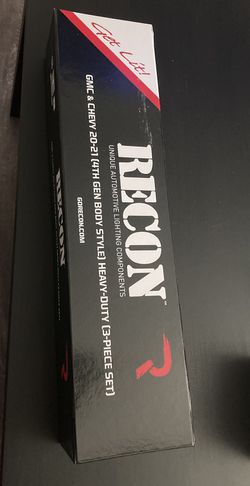 Get Lit!
RECON™
UNIQUE AUTOMOTIVE LIGHTING COMPONENTS
GMC & CHEVY 20-21 (4TH GEN BODY STYLE) HEAVY-DUTY (3-PIECE SET)
GORECON.COM
RECON